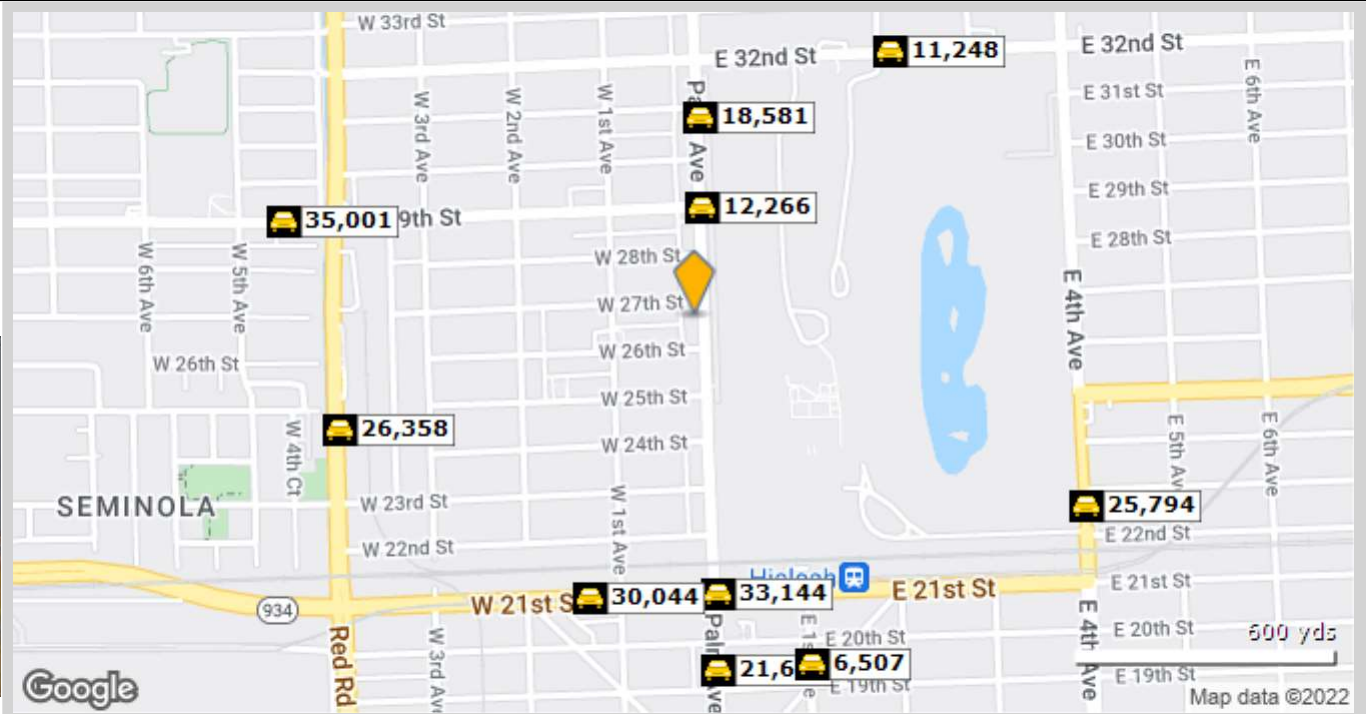 W 33rd St
E 32nd St
11,248
E 32nd St
E 31st St
E 6th Ave
18,581
W 3rd Ave
W 2nd Ave
W 1st Ave
Ave
E 30th St
E 29th St
12,266
35,001
9th St
E 28th St
W 28th St
W 6th Ave
W 5th Ave
W 27th St
E 4th Ave
W 26th St
W 26th St
W 25th St
26,358
W 24th St
W 4th Ct
E 5th Av
E 6th Ave
SEMINOLA
W 23rd St
W 1st Ave
25,794
E 22nd St
W 22nd St
E 21st St
30,044
33,144
E 21st St
W 21st S
934
Red Rd
W 3rd Ave
E 20th St
E 4th Ave
E 20th St
600 yds
21,6
6,507
E 19th St
E 19th St
Google
Map data ©2022